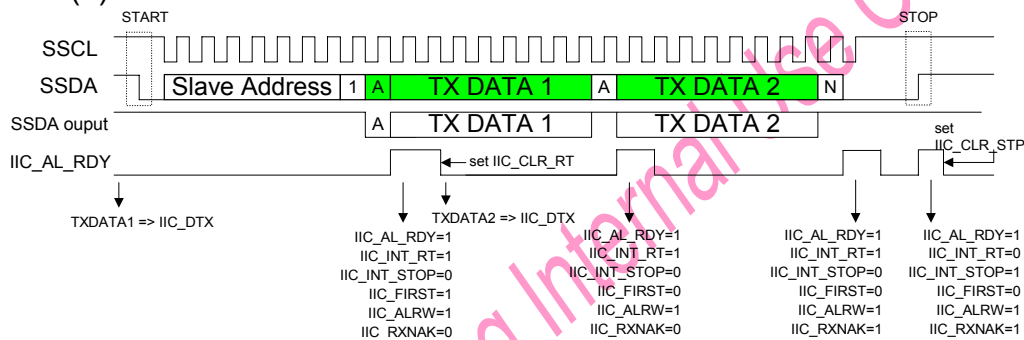 START STOP
SSCL
SSDA Slave Address 1 A TX DATA 1 A TX DATA 2 N
SSDA ouput A TX DATA 1 TX DATA 2
IIC_AL_RDY set IIC_CLR_RT set IIC_CLR_STP
TXDATA1 => IIC_DTX TXDATA2 => IIC_DTX
IIC_AL_RDY=1 IIC_AL_RDY=1 IIC_AL_RDY=1 IIC_AL_RDY=1
IIC_INT_RT=1 IIC_INT_RT=1 IIC_INT_RT=1 IIC_INT_RT=0
IIC_INT_STOP=0 IIC_INT_STOP=0 IIC_INT_STOP=0 IIC_INT_STOP=1
IIC_FIRST=1 IIC_FIRST=0 IIC_FIRST=0 IIC_FIRST=0
IIC_ALRW=1 IIC_ALRW=1 IIC_ALRW=1 IIC_ALRW=1
IIC_RXNAK=0 IIC_RXNAK=0 IIC_RXNAK=1 IIC_RXNAK=1
Internal Use